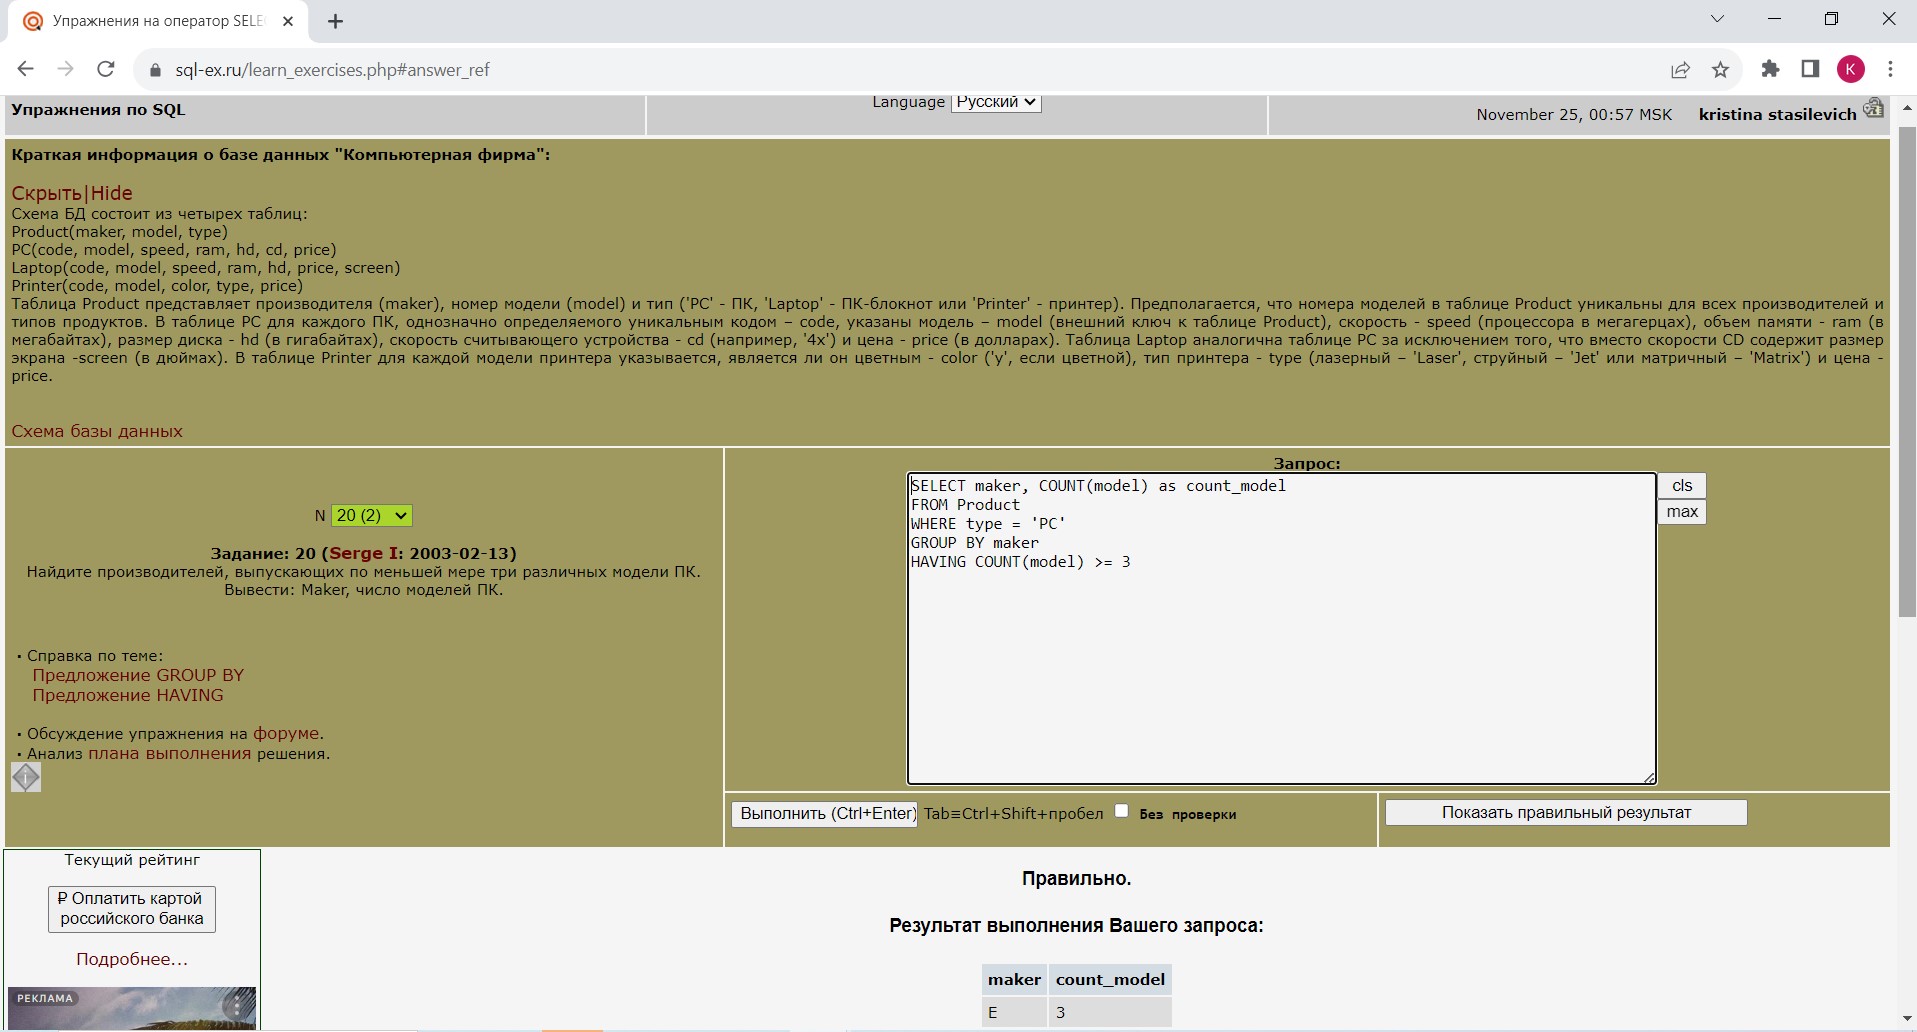 Упражнения на оператор SELE
sql-ex.ru/learn_exercises.php#answer_ref
K
Упражнения по SQL
Language Русский
November 25, 00:57 MSK kristina stasilevich
Краткая информация о базе данных "Компьютерная фирма":
Скрыть|Hide
Схема БД состоит из четырех таблиц:
Product(maker, model, type)
PC(code, model, speed, ram, hd, cd, price)
Laptop(code, model, speed, ram, hd, price, screen)
Printer(code, model, color, type, price)
Таблица Product представляет производителя (maker), номер модели (model) и тип ('PC' - ПК, 'Laptop' - ПК-блокнот или 'Printer' - принтер). Предполагается, что номера моделей в таблице Product уникальны для всех производителей и
типов продуктов. В таблице PC для каждого ПК, однозначно определяемого уникальным кодом – code, указаны модель – model (внешний ключ к таблице Product), скорость - speed (процессора в мегагерцах), объем памяти - ram (в
мегабайтах), размер диска - hd (в гигабайтах), скорость считывающего устройства - cd (например, '4x') и цена - price (в долларах). Таблица Laptop аналогична таблице РС за исключением того, что вместо скорости CD содержит размер
экрана -screen (в дюймах). В таблице Printer для каждой модели принтера указывается, является ли он цветным - color ('y', если цветной), тип принтера - type (лазерный – 'Laser', струйный – 'Jet' или матричный – 'Matrix') и цена -
price.
Схема базы данных
N 20 (2)
Задание: 20 (Serge I: 2003-02-13)
Найдите производителей, выпускающих по меньшей мере три различных модели ПК.
Вывести: Maker, число моделей ПК.
· Справка по теме:
Предложение GROUP BY
Предложение HAVING
· Обсуждение упражнения на форуме.
· Анализ плана выполнения решения.
Запрос:
SELECT maker, COUNT(model) as count_model
FROM Product
WHERE type = 'PC'
GROUP BY maker
HAVING COUNT(model) >= 3
cls
max
Выполнить (Ctrl+Enter) Tab≡Ctrl+Shift+пробел Без проверки
Показать правильный результат
Текущий рейтинг
₽ Оплатить картой
российского банка
Подробнее...
РЕКЛАМА
Правильно.
Результат выполнения Вашего запроса:
maker count_model
E 3